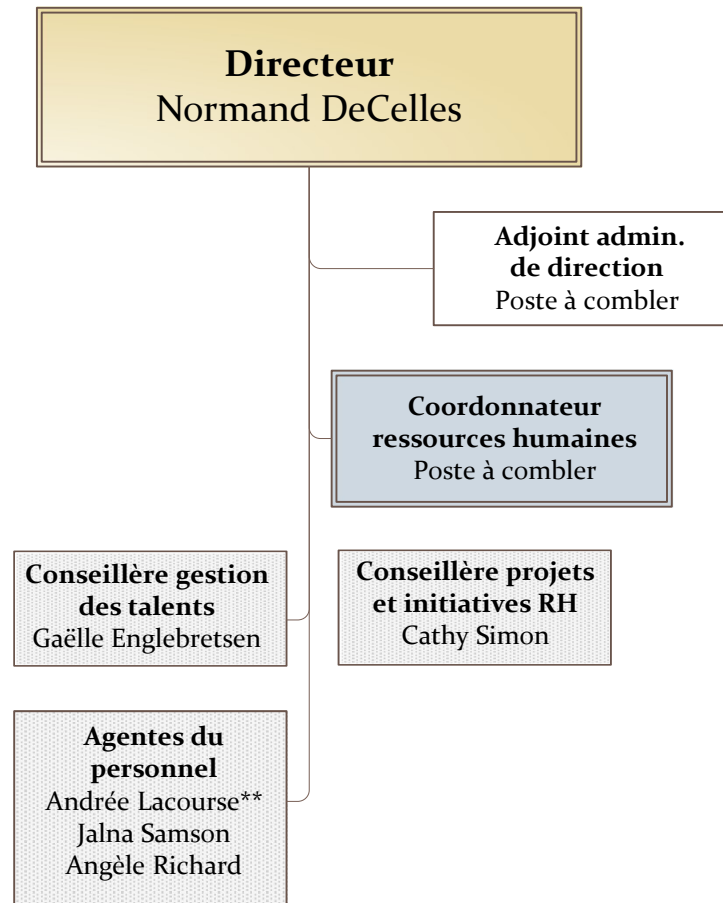 Directeur
Normand DeCelles
Adjoint admin.
de direction
Poste à combler
Coordonnateur
ressources humaines
Poste à combler
Conseillère gestion
des talents
Gaëlle Englebretsen
Conseillère projets
et initiatives RH
Cathy Simon
Agentes du
personnel
Andrée Lacourse**
Jalna Samson
Angèle Richard